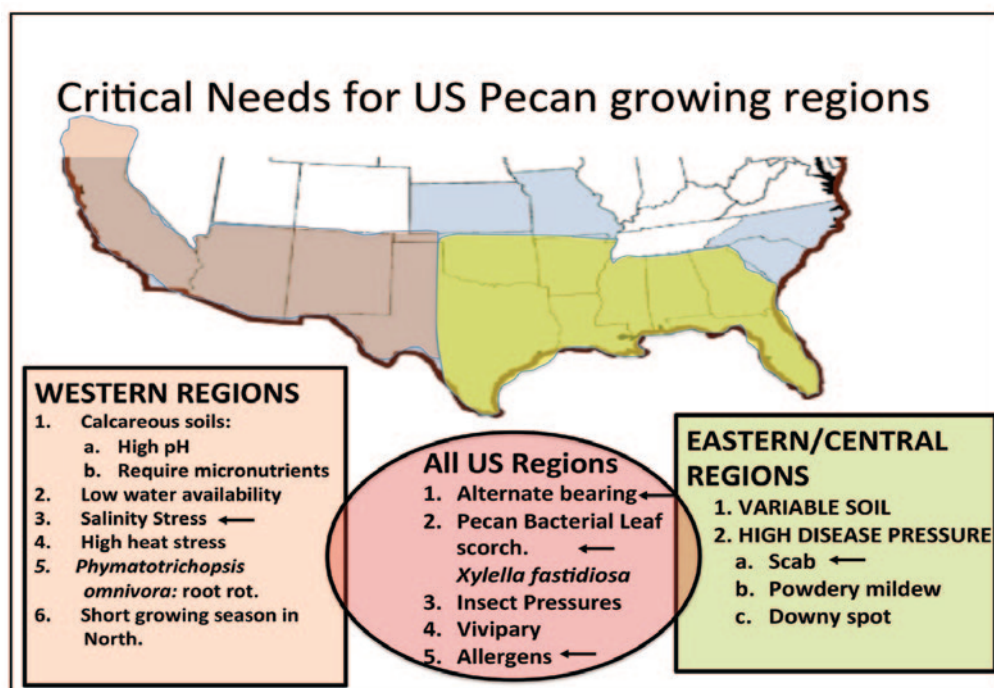 Critical Needs for US Pecan growing regions
WESTERN REGIONS
1. Calcareous soils:
a. High pH
b. Require micronutrients
2. Low water availability
3. Salinity Stress ←
4. High heat stress
5. Phymatotrichopsis
omnivora: root rot.
6. Short growing season in
North.
All US Regions
1. Alternate bearing ←
2. Pecan Bacterial Leaf
scorch. ←
Xylella fastidiosa
3. Insect Pressures
4. Vivipary
5. Allergens ←
EASTERN/CENTRAL
REGIONS
1. VARIABLE SOIL
2. HIGH DISEASE PRESSURE
a. Scab ←
b. Powdery mildew
c. Downy spot